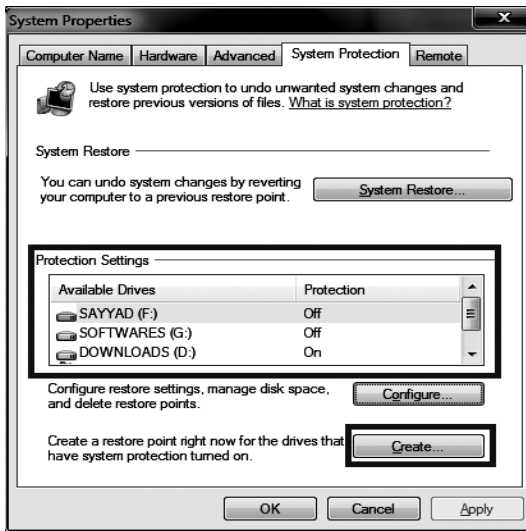 System Properties
x
Computer Name Hardware Advanced System Protection Remote
Use system protection to undo unwanted system changes and
restore previous versions of files. What is system protection?
System Restore
You can undo system changes by reverting
your computer to a previous restore point.
System Restore...
Protection Settings
Available Drives Protection
SAYYAD (F:) Off
SOFTWARES (G:) Off
DOWNLOADS (D:) On
Configure restore settings, manage disk space,
and delete restore points.
Configure...
Create a restore point right now for the drives that
have system protection turned on.
Create...
OK Cancel Apply